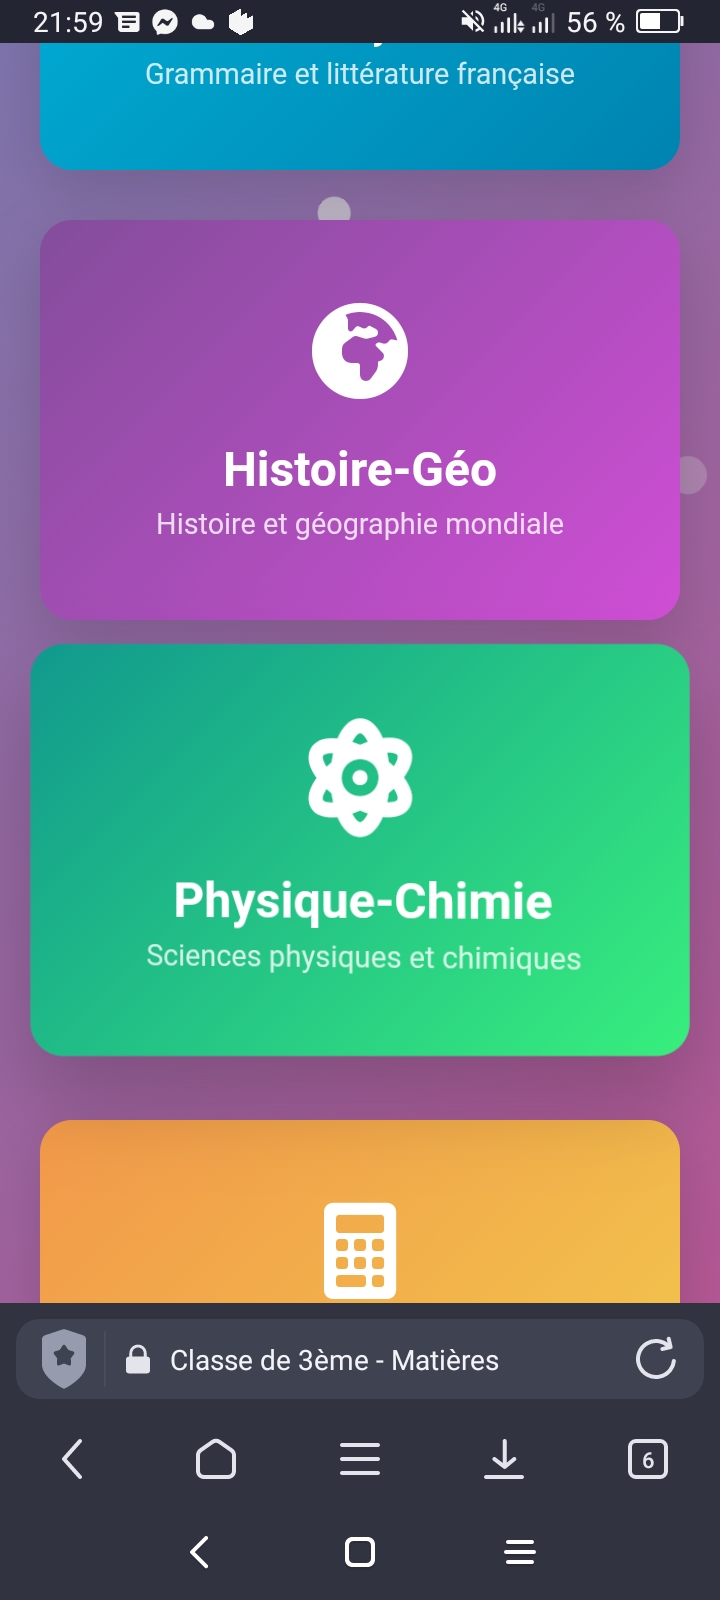 21:59
4G
4G
56 %
Grammaire et littérature française
Histoire-Géo
Histoire et géographie mondiale
Physique-Chimie
Sciences physiques et chimiques
Classe de 3ème - Matières
6